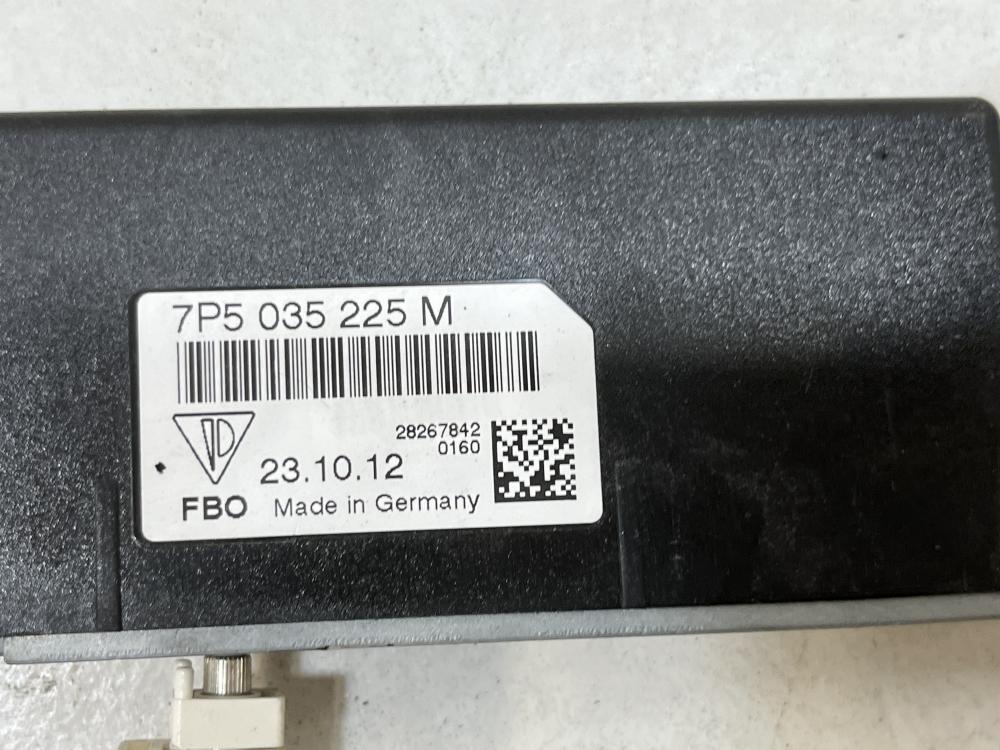 7P5 035 225 M
28267842
0160
23.10.12
FBO Made in Germany